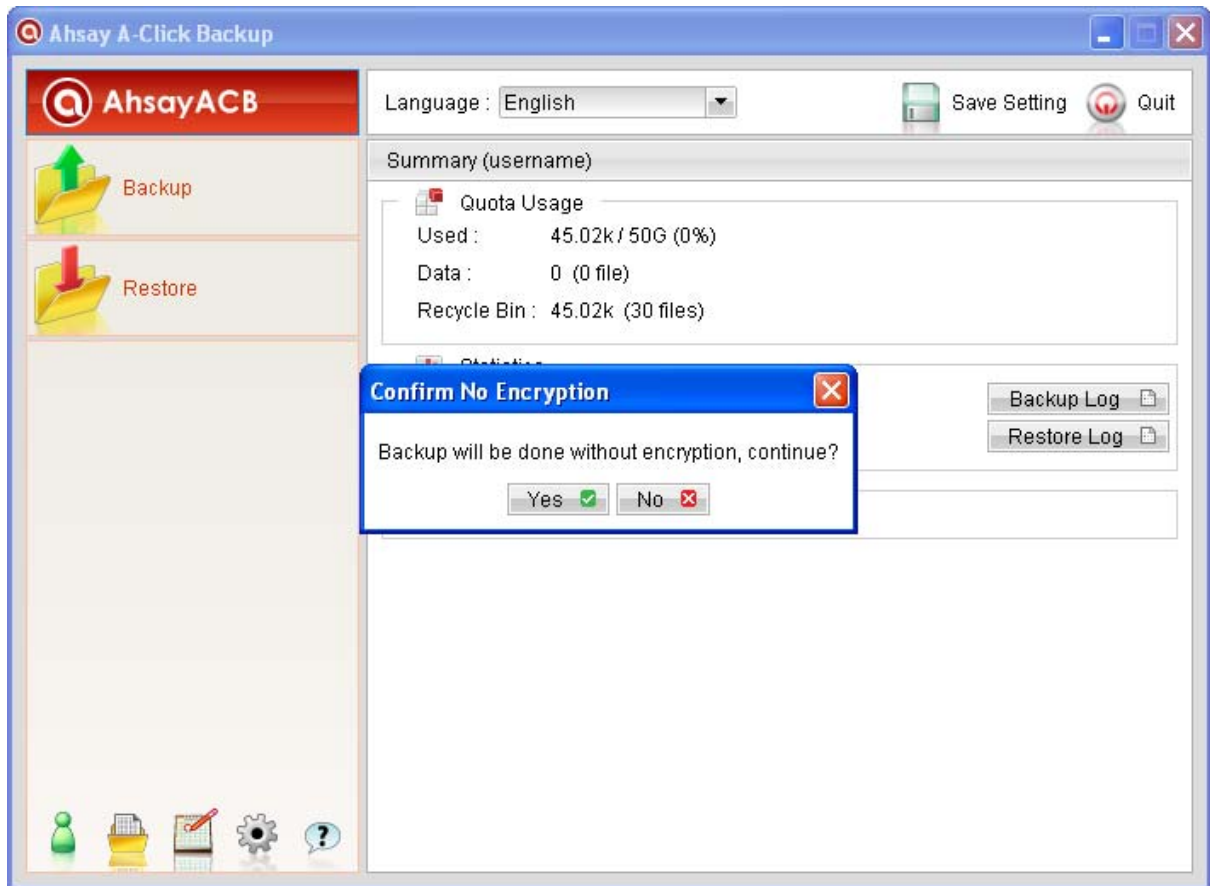 Ahsay A-Click Backup
AhsayACB
Language : English
Save Setting
Quit
Backup
Restore
Summary (username)
Quota Usage
Used : 45.02k / 50G (0%)
Data : 0 (0 file)
Recycle Bin : 45.02k (30 files)
Backup Log
Restore Log
Confirm No Encryption
Backup will be done without encryption, continue?
Yes
No